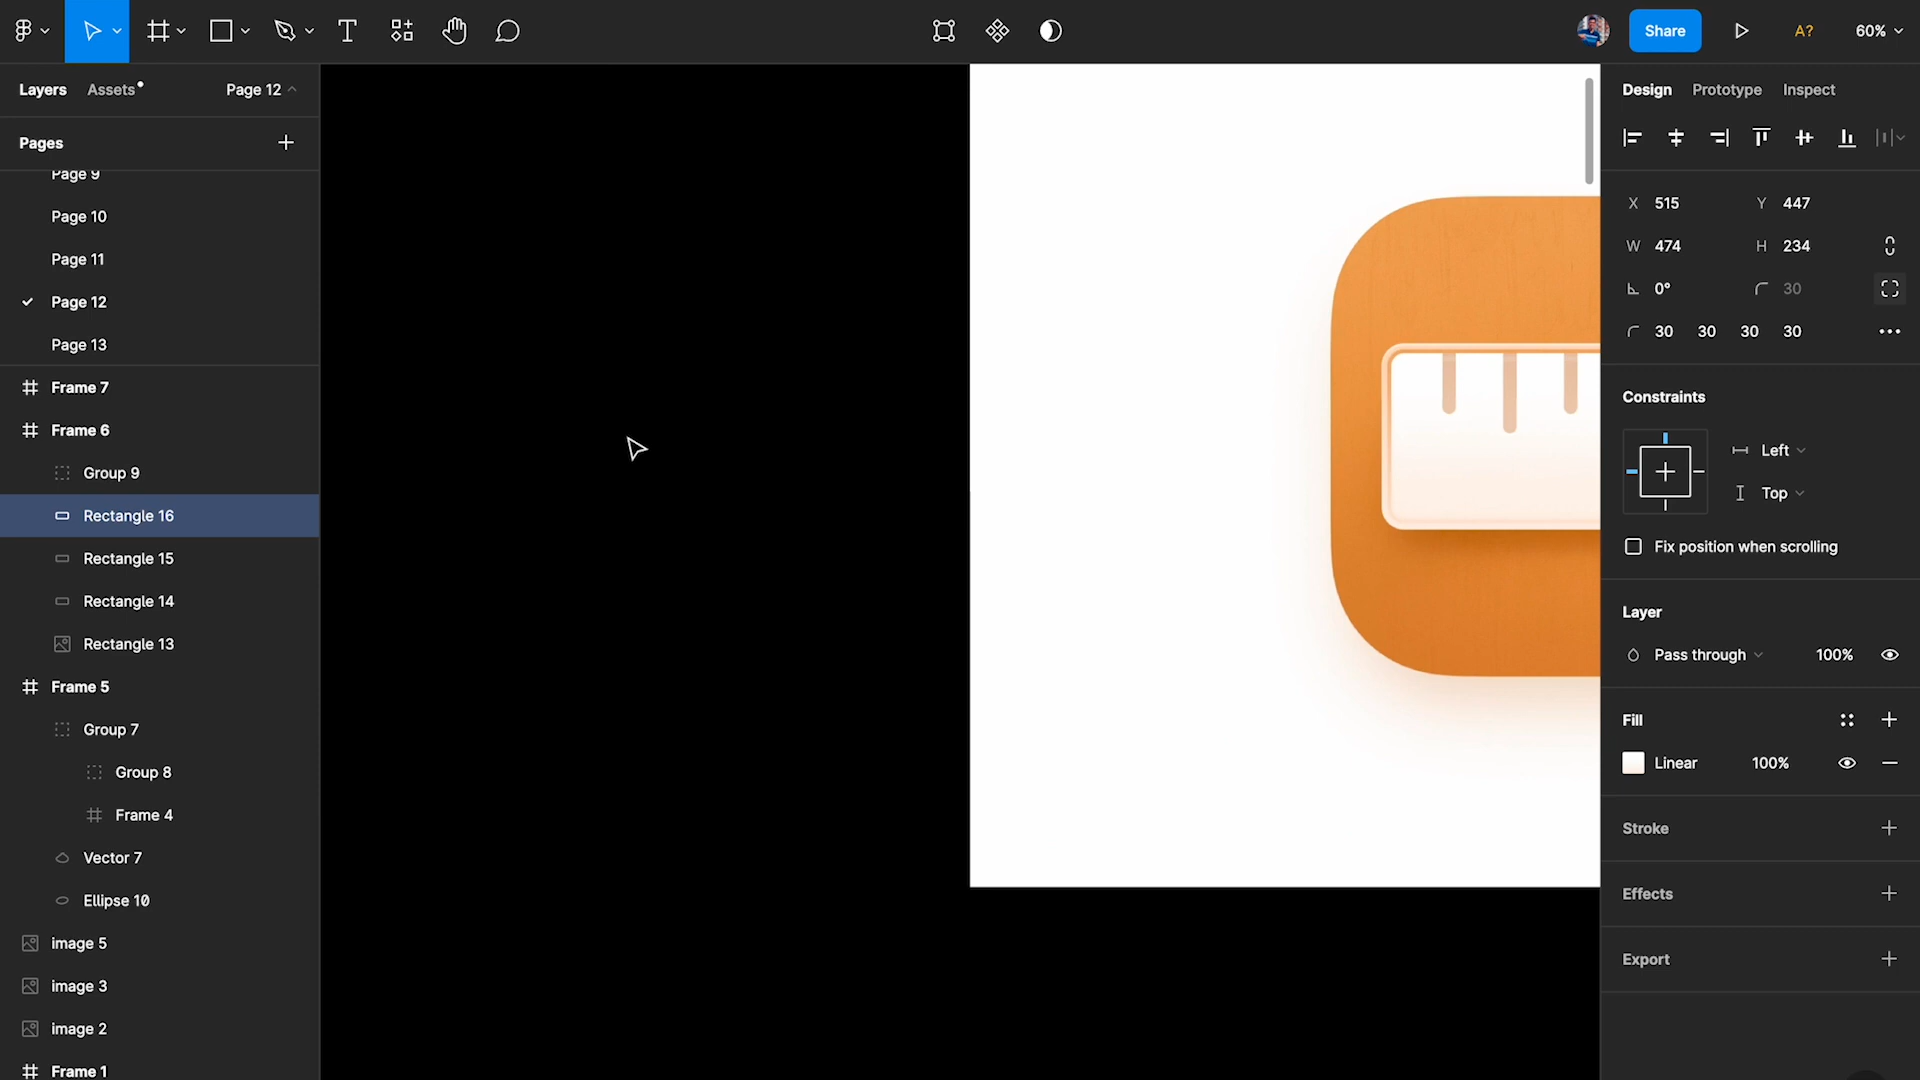 Share
A?
60%
Layers
Assets
Page 12
Pages
Page 9
Page 10
Page 11
Page 12
Page 13
Frame 7
Frame 6
Group 9
Rectangle 16
Rectangle 15
Rectangle 14
Rectangle 13
Frame 5
Group 7
Group 8
Frame 4
Vector 7
Ellipse 10
image 5
image 3
image 2
Frame 1
Design Prototype Inspect
X 515 Y 447
W 474 H 234
0° 30
30 30 30 30
Constraints
Left
Top
Fix position when scrolling
Layer
Pass through 100%
Fill
Linear 100%
Stroke
Effects
Export